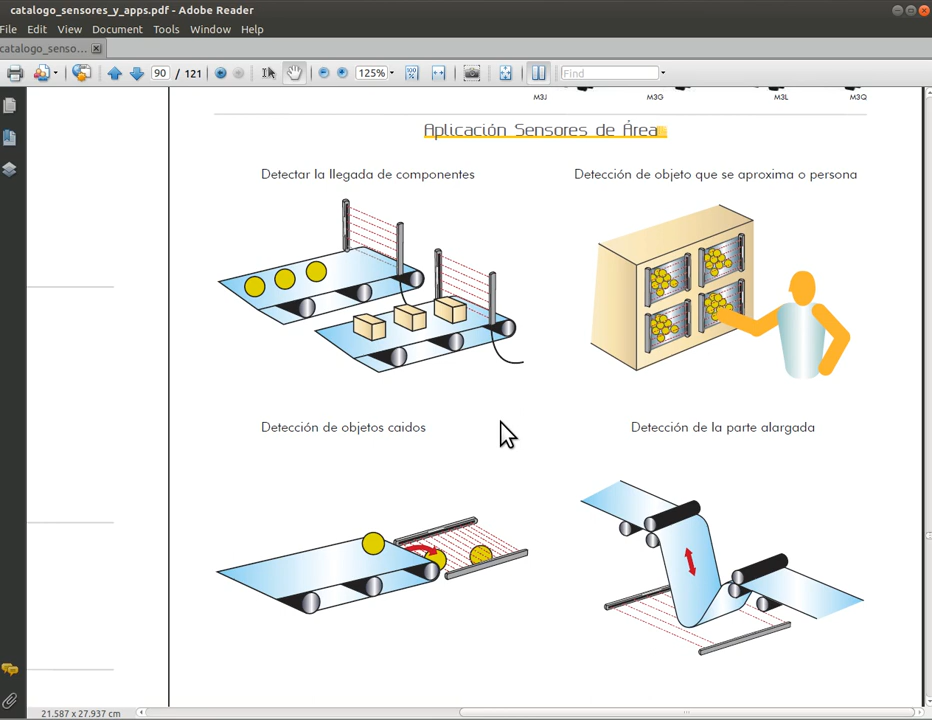 catalogo_sensores_y_apps.pdf - Adobe Reader
File Edit View Document Tools Window Help
catalogo_senso...
90 / 121
125%
Find
M3J M3G M3L M3Q
Aplicación Sensores de Área
Detectar la llegada de componentes
Detección de objeto que se aproxima o persona
Detección de objetos caidos
Detección de la parte alargada
21.587 x 27.937 cm